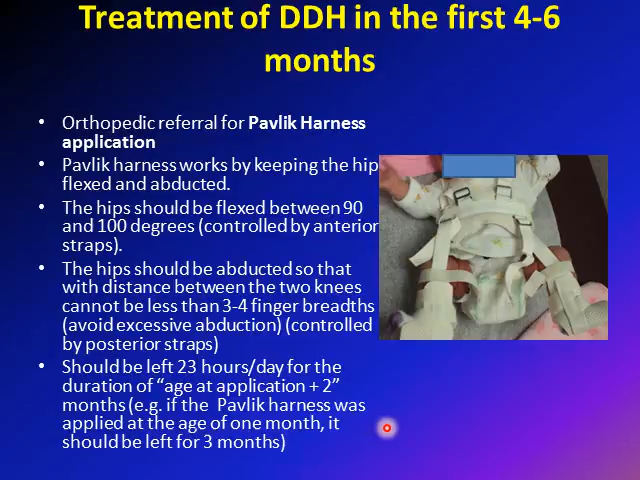 Treatment of DDH in the first 4-6
months
• Orthopedic referral for Pavlik Harness
application
• Pavlik harness works by keeping the hip
flexed and abducted.
• The hips should be flexed between 90
and 100 degrees (controlled by anterior
straps).
• The hips should be abducted so that
with distance between the two knees
cannot be less than 3-4 finger breadths
(avoid excessive abduction) (controlled
by posterior straps)
• Should be left 23 hours/day for the
duration of “age at application + 2”
months (e.g. if the Pavlik harness was
applied at the age of one month, it
should be left for 3 months)